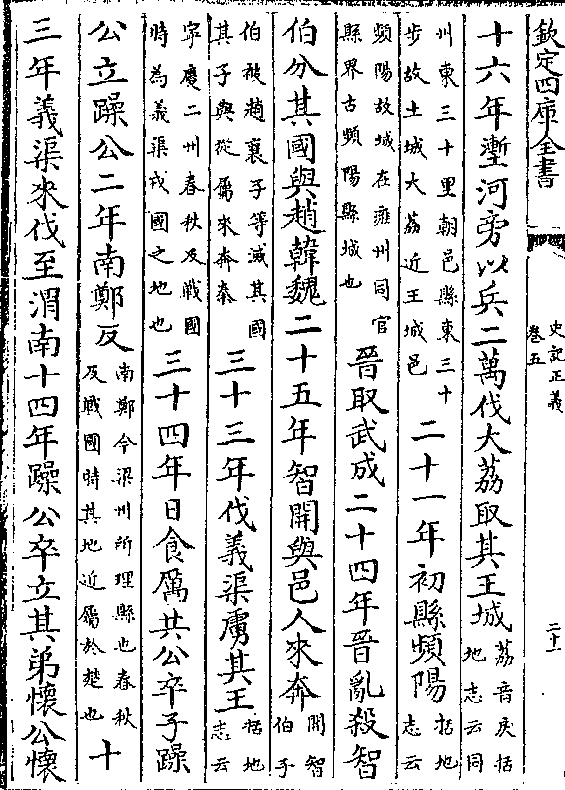 欽定四庫全書
史記正義
卷五
二十一
十六年壍河旁以兵二萬伐大荔取其王城
荔音戾括
地志云同
州東三十里朝邑縣東三十
步故土城大荔近王城邑
二十一年初縣頻陽
括地
志云
頻陽故城在雍州同官
縣界古頻陽縣城也
晉取武成二十四年晉亂殺智
伯分其國與趙韓魏二十五年智開與邑人來奔
開智
伯子
伯被趙襄子等滅其國
其子與從屬來奔秦
三十三年伐義渠虜其王
括地
志云
寧慶二州春秋及戰國
時為義渠戎國之地也
三十四年日食厲共公卒子躁
公立躁公二年南鄭反
南鄭今梁州所理縣也春秋
及戰國時其地近屬於楚也
十
三年義渠來伐至渭南十四年躁公卒立其弟懷公懷